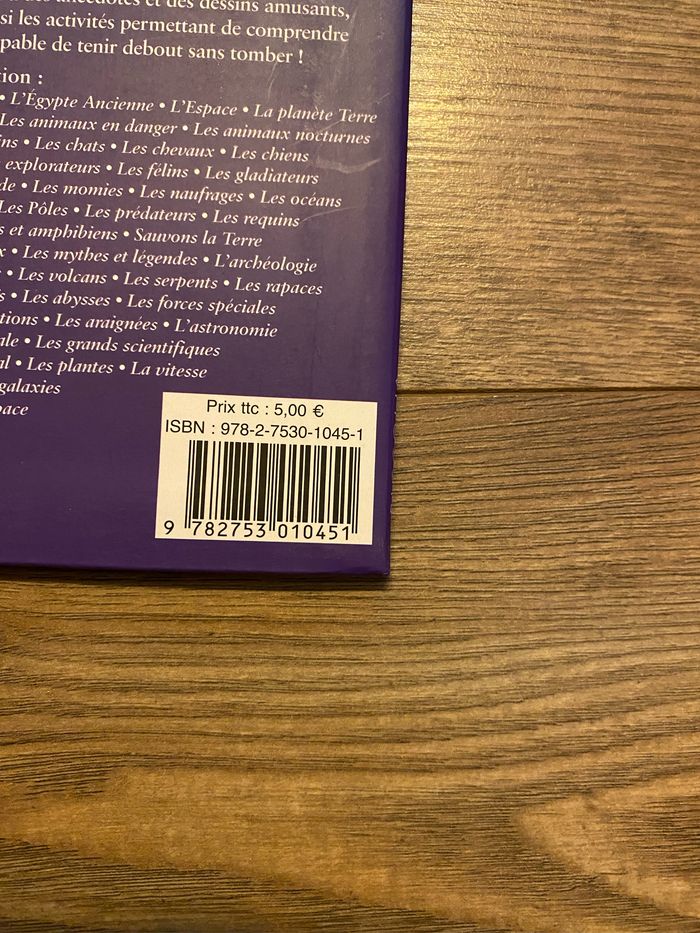 des anecdotes et des dessins amusants,
si les activités permettant de comprendre
pable de tenir debout sans tomber !
tion :
• L'Égypte Ancienne • L'Espace • La planète Terre
Les animaux en danger • Les animaux nocturnes
ns • Les chats • Les chevaux • Les chiens
explorateurs • Les félins • Les gladiateurs
de • Les momies • Les naufrages • Les océans
Les Pôles • Les prédateurs • Les requins
s et amphibiens • Sauvons la Terre
x • Les mythes et légendes • L'archéologie
• Les volcans • Les serpents • Les rapaces
s • Les abysses • Les forces spéciales
tions • Les araignées • L'astronomie
ale • Les grands scientifiques
al • Les plantes • La vitesse
galaxies
pace
Prix ttc : 5,00 €
ISBN : 978-2-7530-1045-1
9 782753 010451